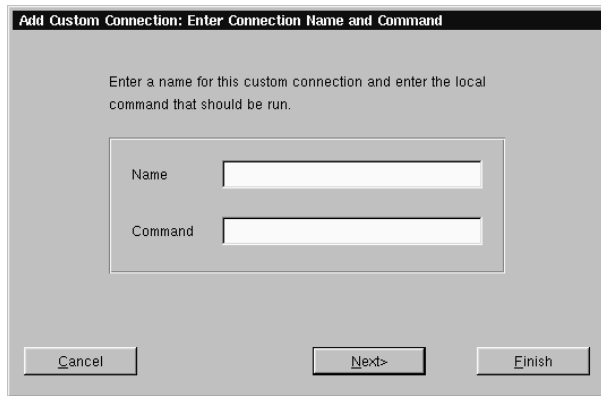 Add Custom Connection: Enter Connection Name and Command
Enter a name for this custom connection and enter the local
command that should be run.
Name
Command
Cancel
Next>
Finish